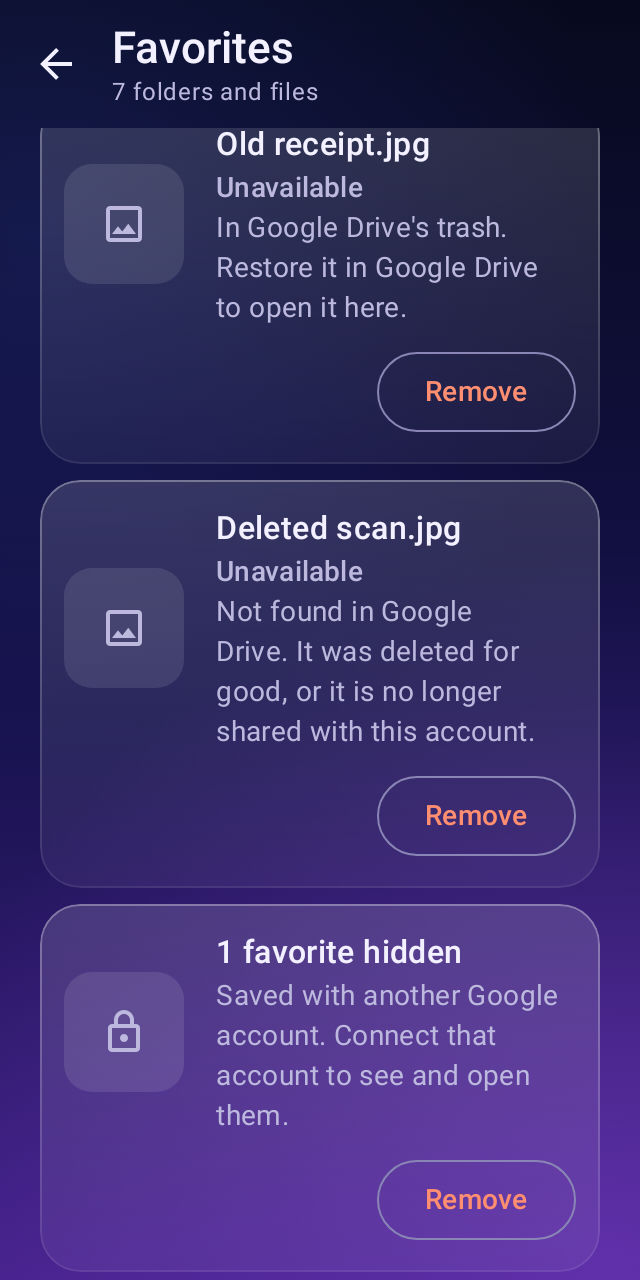 Favorites
7 folders and files
Old receipt.jpg
Unavailable
In Google Drive's trash.
Restore it in Google Drive
to open it here.
Remove
Deleted scan.jpg
Unavailable
Not found in Google
Drive. It was deleted for
good, or it is no longer
shared with this account.
Remove
1 favorite hidden
Saved with another Google
account. Connect that
account to see and open
them.
Remove